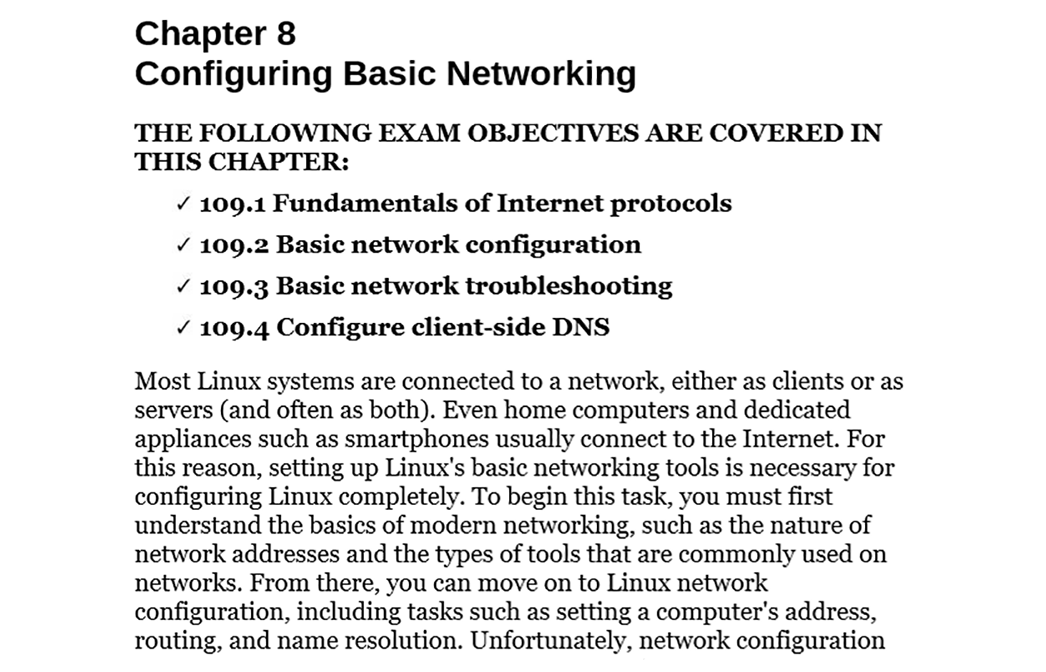 Chapter 8
Configuring Basic Networking
THE FOLLOWING EXAM OBJECTIVES ARE COVERED IN
THIS CHAPTER:
✓ 109.1 Fundamentals of Internet protocols
✓ 109.2 Basic network configuration
✓ 109.3 Basic network troubleshooting
✓ 109.4 Configure client-side DNS
Most Linux systems are connected to a network, either as clients or as
servers (and often as both). Even home computers and dedicated
appliances such as smartphones usually connect to the Internet. For
this reason, setting up Linux's basic networking tools is necessary for
configuring Linux completely. To begin this task, you must first
understand the basics of modern networking, such as the nature of
network addresses and the types of tools that are commonly used on
networks. From there, you can move on to Linux network
configuration, including tasks such as setting a computer's address,
routing, and name resolution. Unfortunately, network configuration